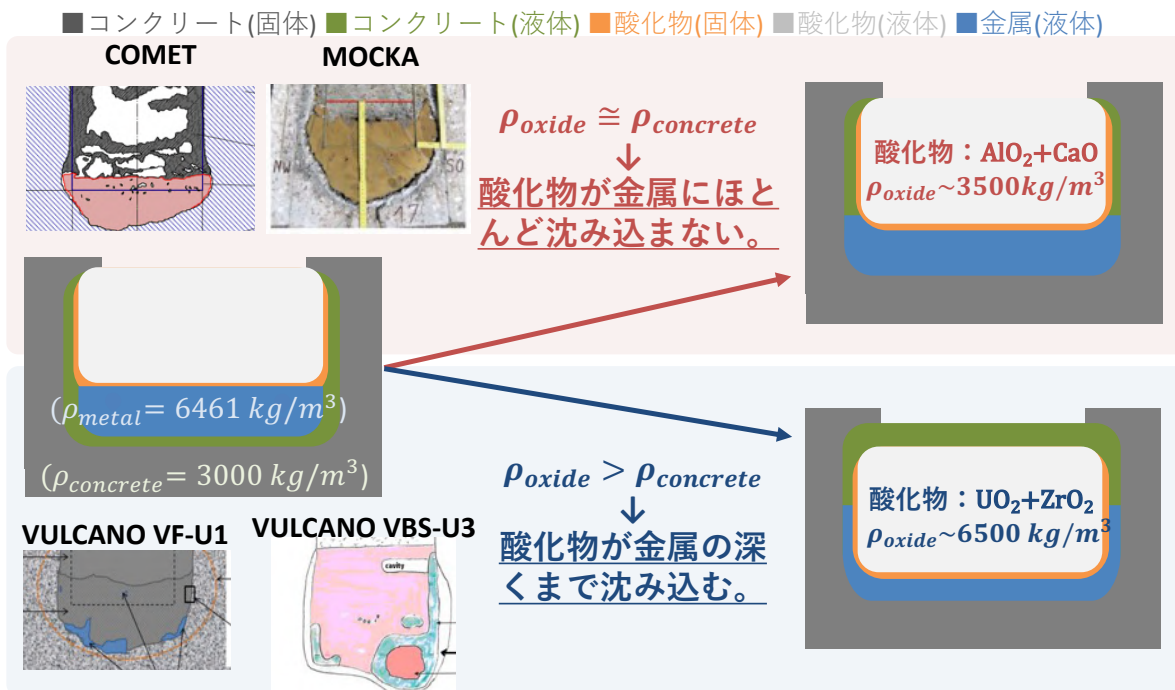 ■コンクリート(固体) ■コンクリート(液体) ■酸化物(固体) ■酸化物(液体) ■金属(液体)
COMET
MOCKA
NW
SO
17
ρoxide ≅ ρconcrete
↓
酸化物が金属にほと
んど沈み込まない。
酸化物：AlO₂+CaO
ρoxide~3500kg/m³
(ρmetal= 6461 kg/m³)
(ρconcrete= 3000 kg/m³)
ρoxide > ρconcrete
↓
酸化物が金属の深
くまで沈み込む。
酸化物：UO₂+ZrO₂
ρoxide~6500 kg/m³
VULCANO VF-U1
VULCANO VBS-U3
cavity